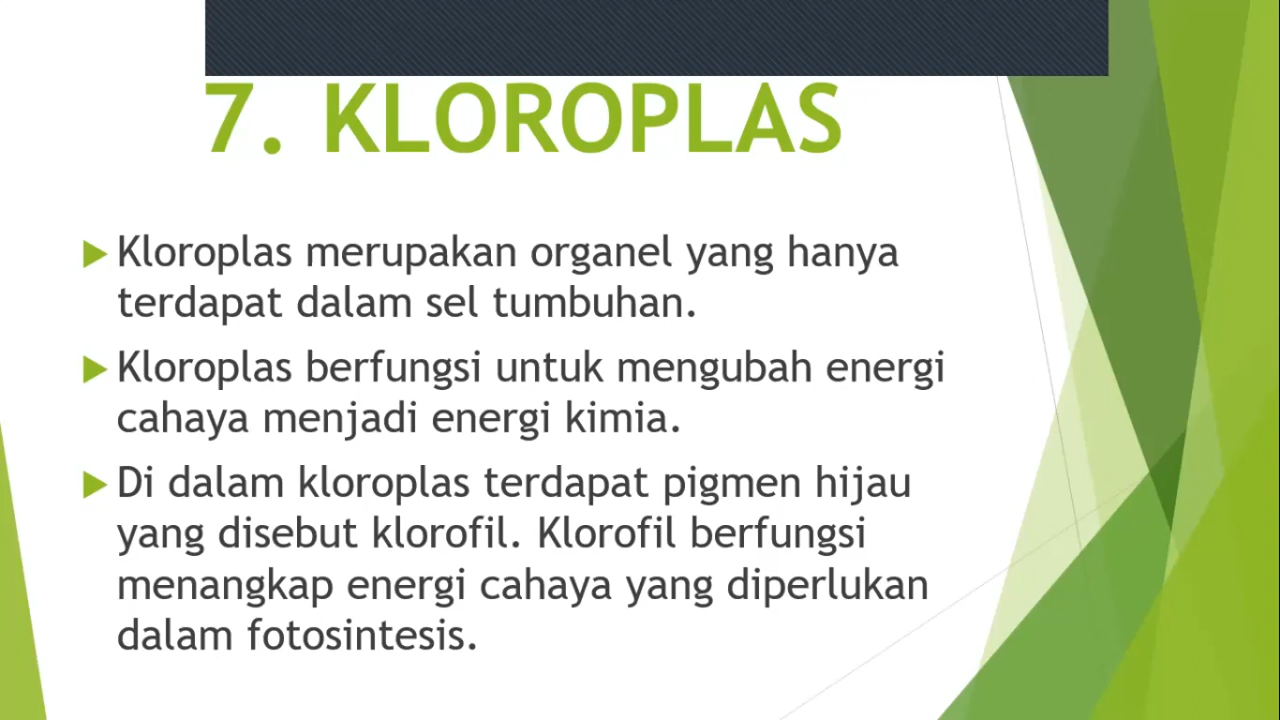 7. KLOROPLAS
Kloroplas merupakan organel yang hanya
terdapat dalam sel tumbuhan.
Kloroplas berfungsi untuk mengubah energi
cahaya menjadi energi kimia.
Di dalam kloroplas terdapat pigmen hijau
yang disebut klorofil. Klorofil berfungsi
menangkap energi cahaya yang diperlukan
dalam fotosintesis.